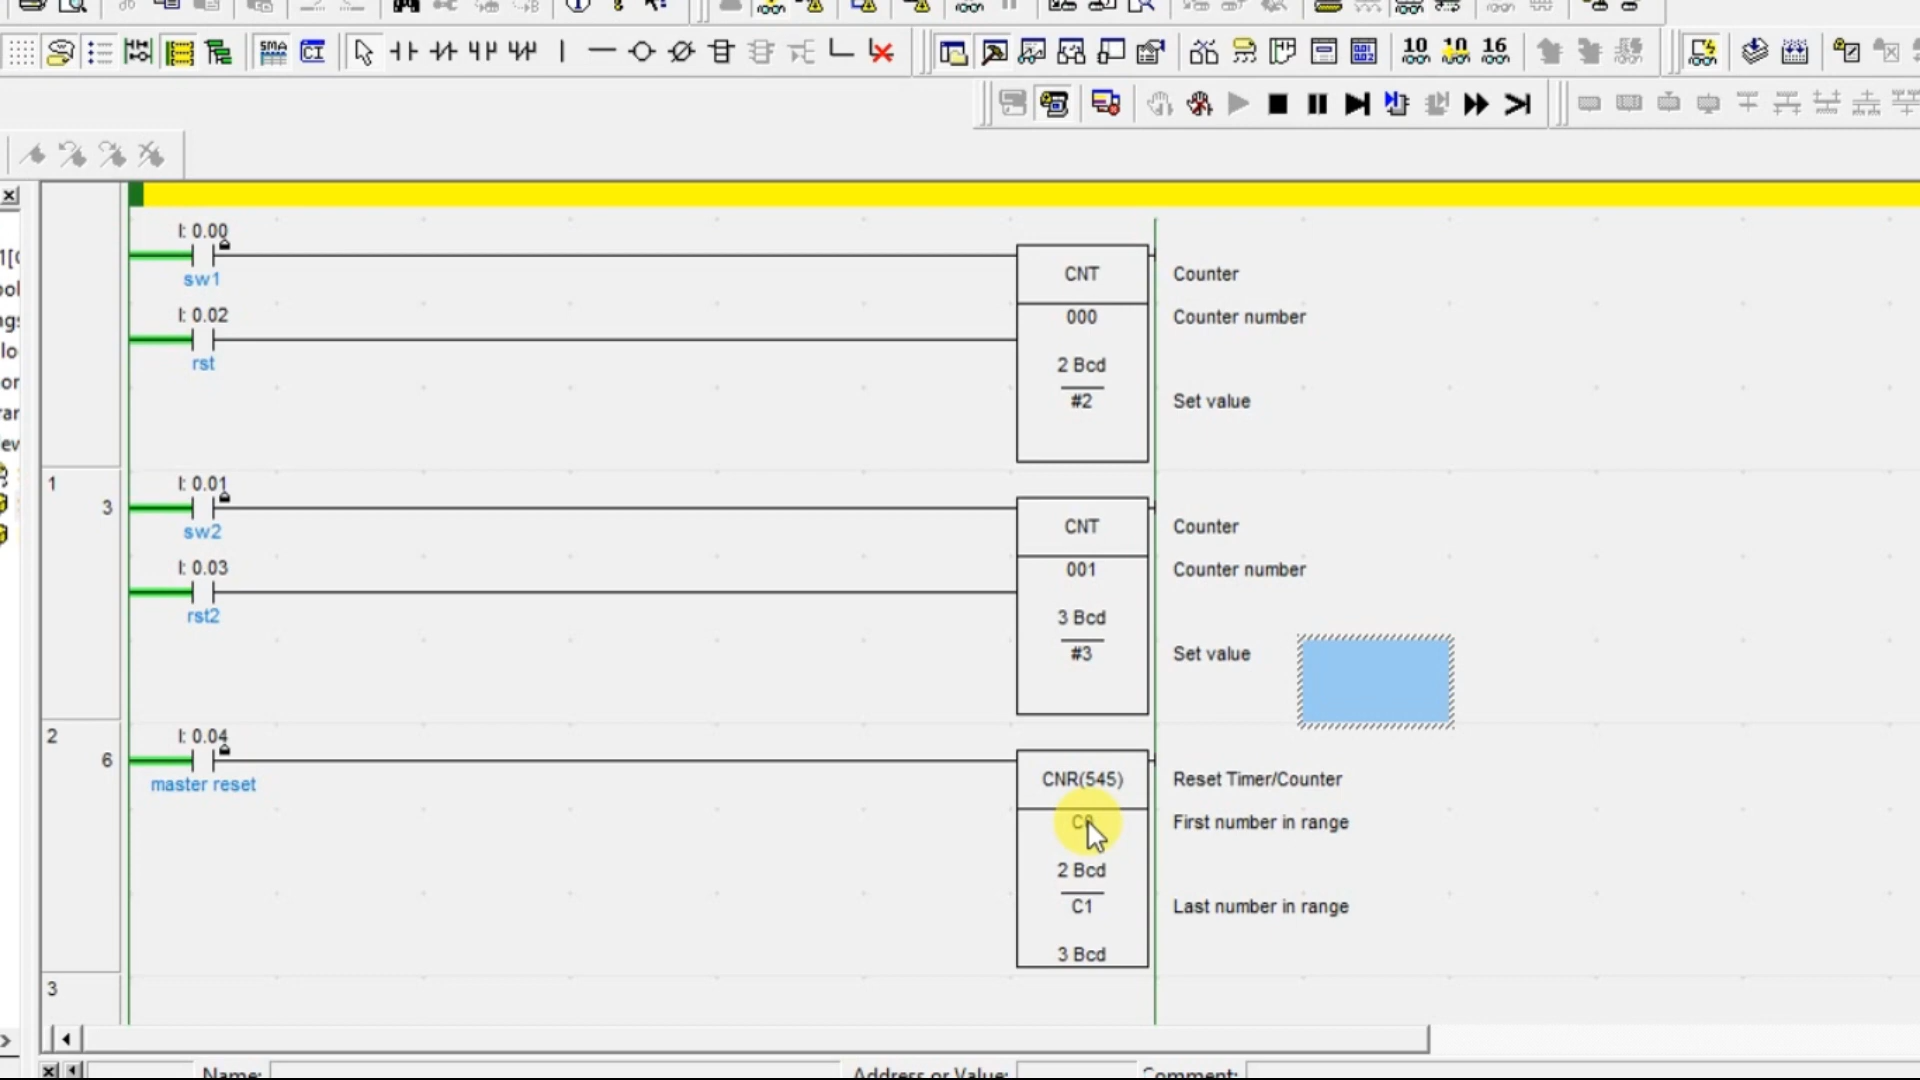 SMA CI 10 10 16
I: 0.00
sw1
CNT Counter
000 Counter number
I: 0.02
rst
2 Bcd
#2 Set value
1
3
I: 0.01
sw2
CNT Counter
001 Counter number
I: 0.03
rst2
3 Bcd
#3 Set value
2
6
I: 0.04
master reset
CNR(545) Reset Timer/Counter
First number in range
2 Bcd
C1 Last number in range
3 Bcd
3
Name: Address or Value: Comment: